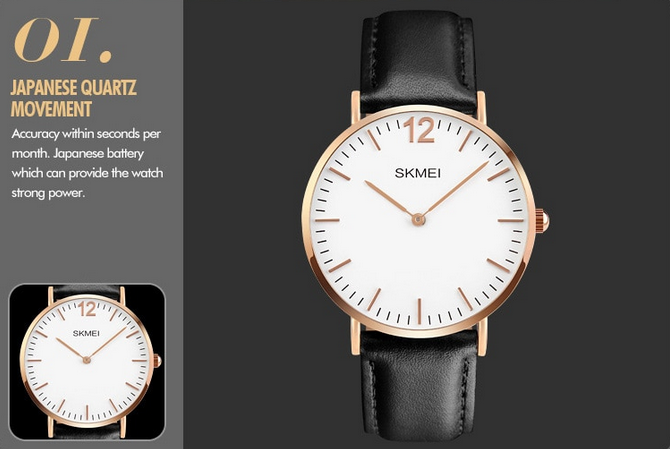 01.
JAPANESE QUARTZ
MOVEMENT
Accuracy within seconds per
month. Japanese battery
which can provide the watch
strong power.
12
SKMEI
12
SKMEI